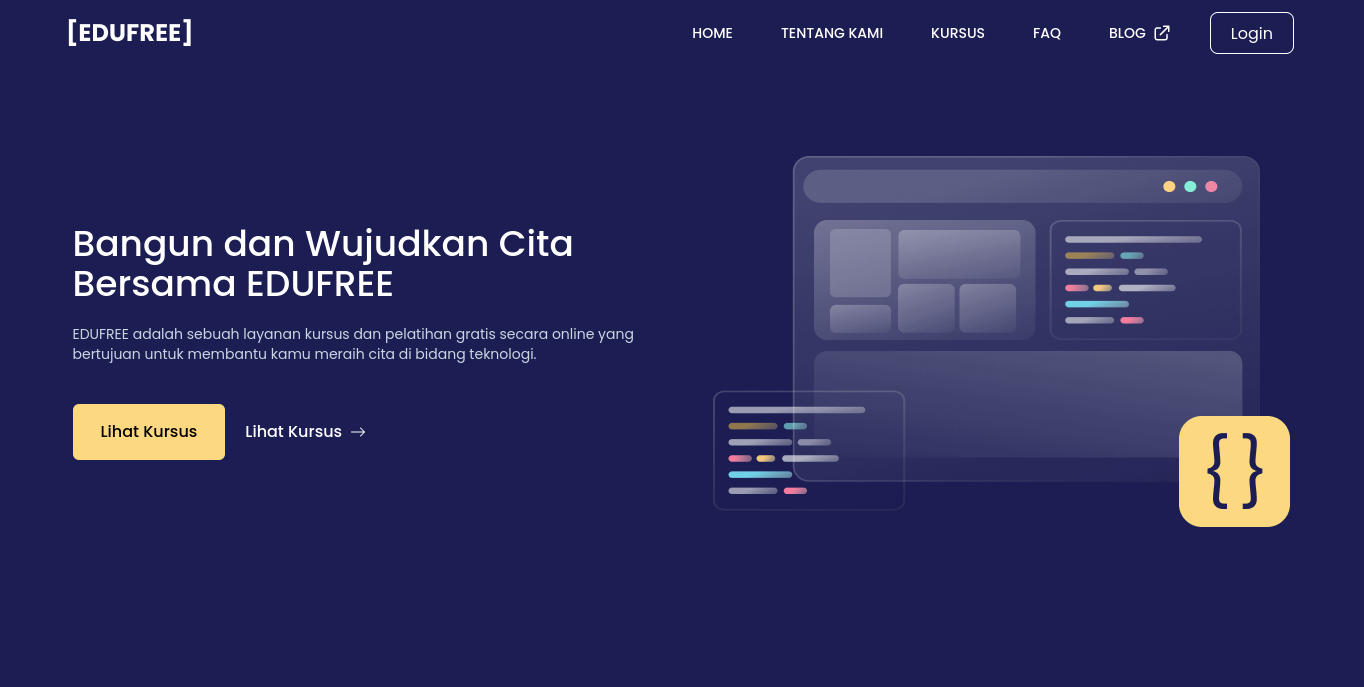 [EDUFREE]
HOME
TENTANG KAMI
KURSUS
FAQ
BLOG
Login
Bangun dan Wujudkan Cita
Bersama EDUFREE
EDUFREE adalah sebuah layanan kursus dan pelatihan gratis secara online yang
bertujuan untuk membantu kamu meraih cita di bidang teknologi.
Lihat Kursus
Lihat Kursus →
{ }